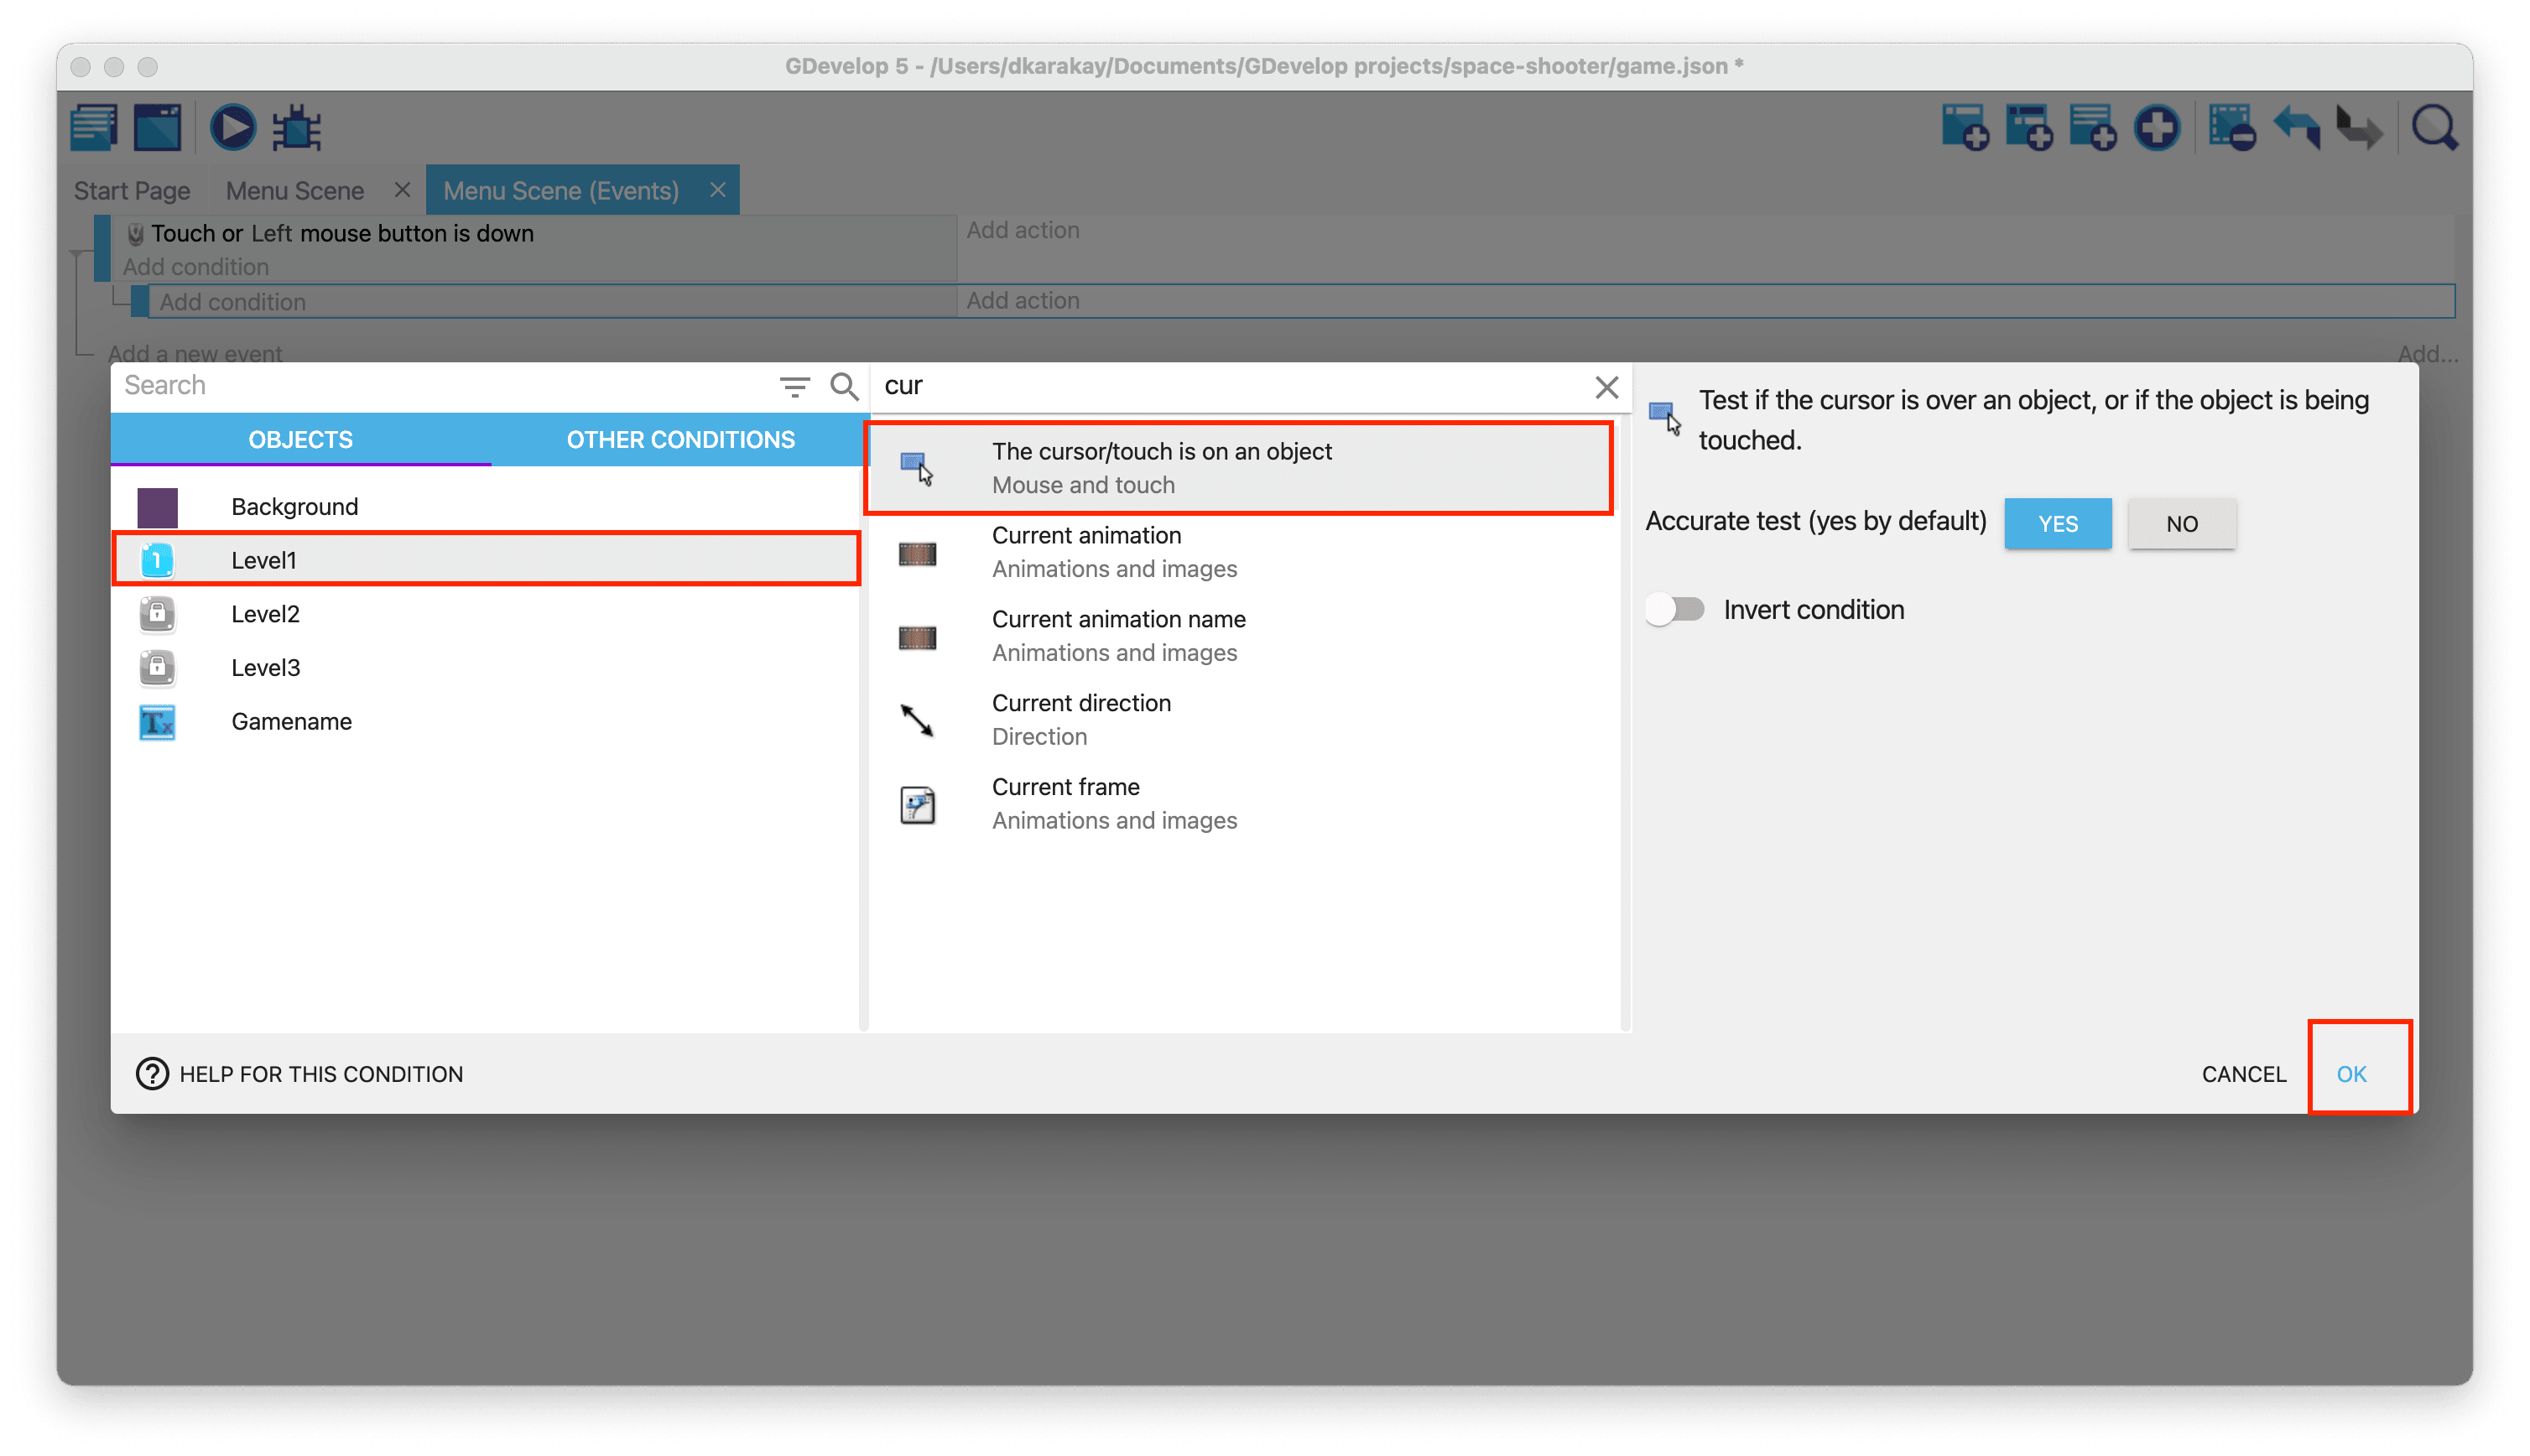 GDevelop 5 - /Users/dkarakay/Documents/GDevelop projects/space-shooter/game.json *
Start Page
Menu Scene
Menu Scene (Events)
Touch or Left mouse button is down
Add action
Add condition
Add condition
Add action
Add a new event
Add...
Search
cur
OBJECTS
OTHER CONDITIONS
Background
1
Level1
Level2
Level3
Tx
Gamename
The cursor/touch is on an object
Mouse and touch
Current animation
Animations and images
Current animation name
Animations and images
Current direction
Direction
Current frame
Animations and images
Test if the cursor is over an object, or if the object is being
touched.
Accurate test (yes by default)
YES
NO
Invert condition
? HELP FOR THIS CONDITION
CANCEL
OK